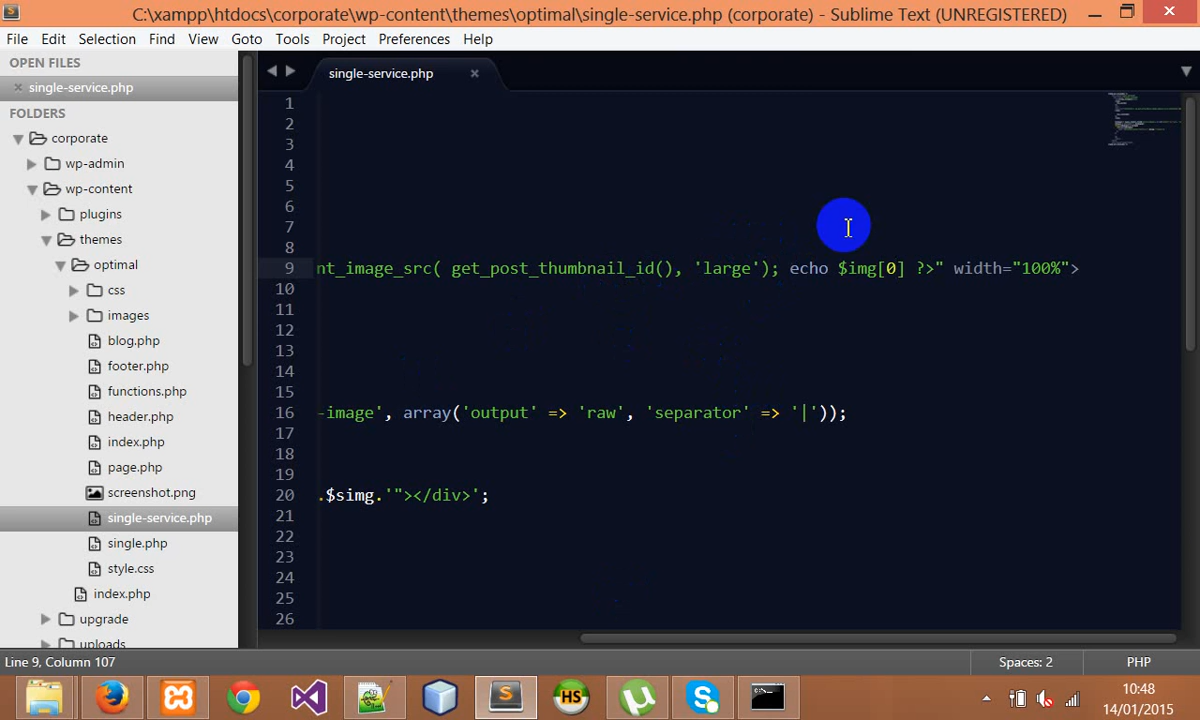 C:\xampp\htdocs\corporate\wp-content\themes\optimal\single-service.php (corporate) - Sublime Text (UNREGISTERED)
File Edit Selection Find View Goto Tools Project Preferences Help
OPEN FILES
single-service.php
FOLDERS
corporate
wp-admin
wp-content
plugins
themes
optimal
css
images
blog.php
footer.php
functions.php
header.php
index.php
page.php
screenshot.png
single-service.php
single.php
style.css
index.php
upgrade
uploads
single-service.php
1
2
3
4
5
6
7
8
9 nt_image_src( get_post_thumbnail_id(), 'large'); echo $img[0] ?>" width="100%">
10
11
12
13
14
15
16 -image', array('output' => 'raw', 'separator' => '|'));
17
18
19
20 .$simg.'"></div>';
21
22
23
24
25
26
Line 9, Column 107
Spaces: 2
PHP
HS
10:48
14/01/2015